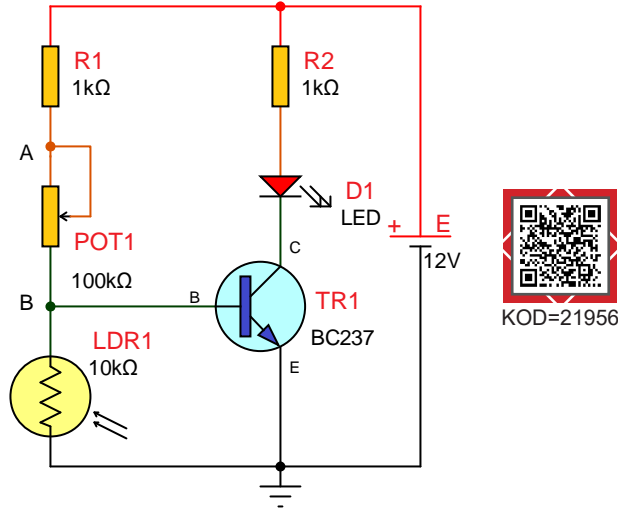 R1
1kΩ
R2
1kΩ
A
D1
LED
+ E
12V
POT1
100kΩ
C
B
B
TR1
BC237
LDR1
10kΩ
E
KOD=21956